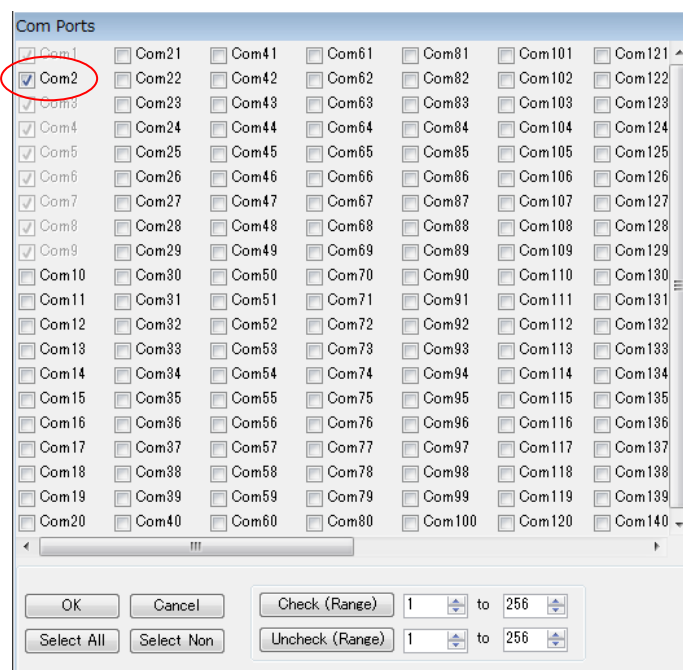 Com Ports
Com1 Com21 Com41 Com61 Com81 Com101 Com121
Com2 Com22 Com42 Com62 Com82 Com102 Com122
Com3 Com23 Com43 Com63 Com83 Com103 Com123
Com4 Com24 Com44 Com64 Com84 Com104 Com124
Com5 Com25 Com45 Com65 Com85 Com105 Com125
Com6 Com26 Com46 Com66 Com86 Com106 Com126
Com7 Com27 Com47 Com67 Com87 Com107 Com127
Com8 Com28 Com48 Com68 Com88 Com108 Com128
Com9 Com29 Com49 Com69 Com89 Com109 Com129
Com10 Com30 Com50 Com70 Com90 Com110 Com130
Com11 Com31 Com51 Com71 Com91 Com111 Com131
Com12 Com32 Com52 Com72 Com92 Com112 Com132
Com13 Com33 Com53 Com73 Com93 Com113 Com133
Com14 Com34 Com54 Com74 Com94 Com114 Com134
Com15 Com35 Com55 Com75 Com95 Com115 Com135
Com16 Com36 Com56 Com76 Com96 Com116 Com136
Com17 Com37 Com57 Com77 Com97 Com117 Com137
Com18 Com38 Com58 Com78 Com98 Com118 Com138
Com19 Com39 Com59 Com79 Com99 Com119 Com139
Com20 Com40 Com60 Com80 Com100 Com120 Com140
OK Cancel Check (Range) 1 to 256
Select All Select Non Uncheck (Range) 1 to 256